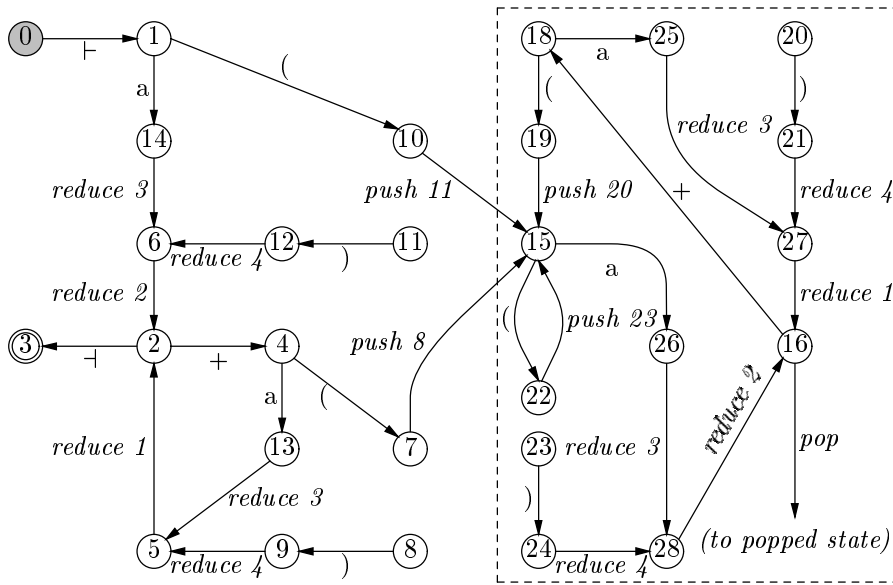 0 1 18 25 20
⊢ a
( (
a )
14 10 19 21
reduce 3
reduce 3 push 11 push 20 + reduce 4
6 12 11 15 27
reduce 4 ) a
reduce 2 push 8 ( push 23 reduce 1
3 2 4 26 16
⊣ +
a ( 22 reduce 2
reduce 1 13 7 23 reduce 3 pop
reduce 3 )
5 9 8 24 28 (to popped state)
reduce 4 ) reduce 4